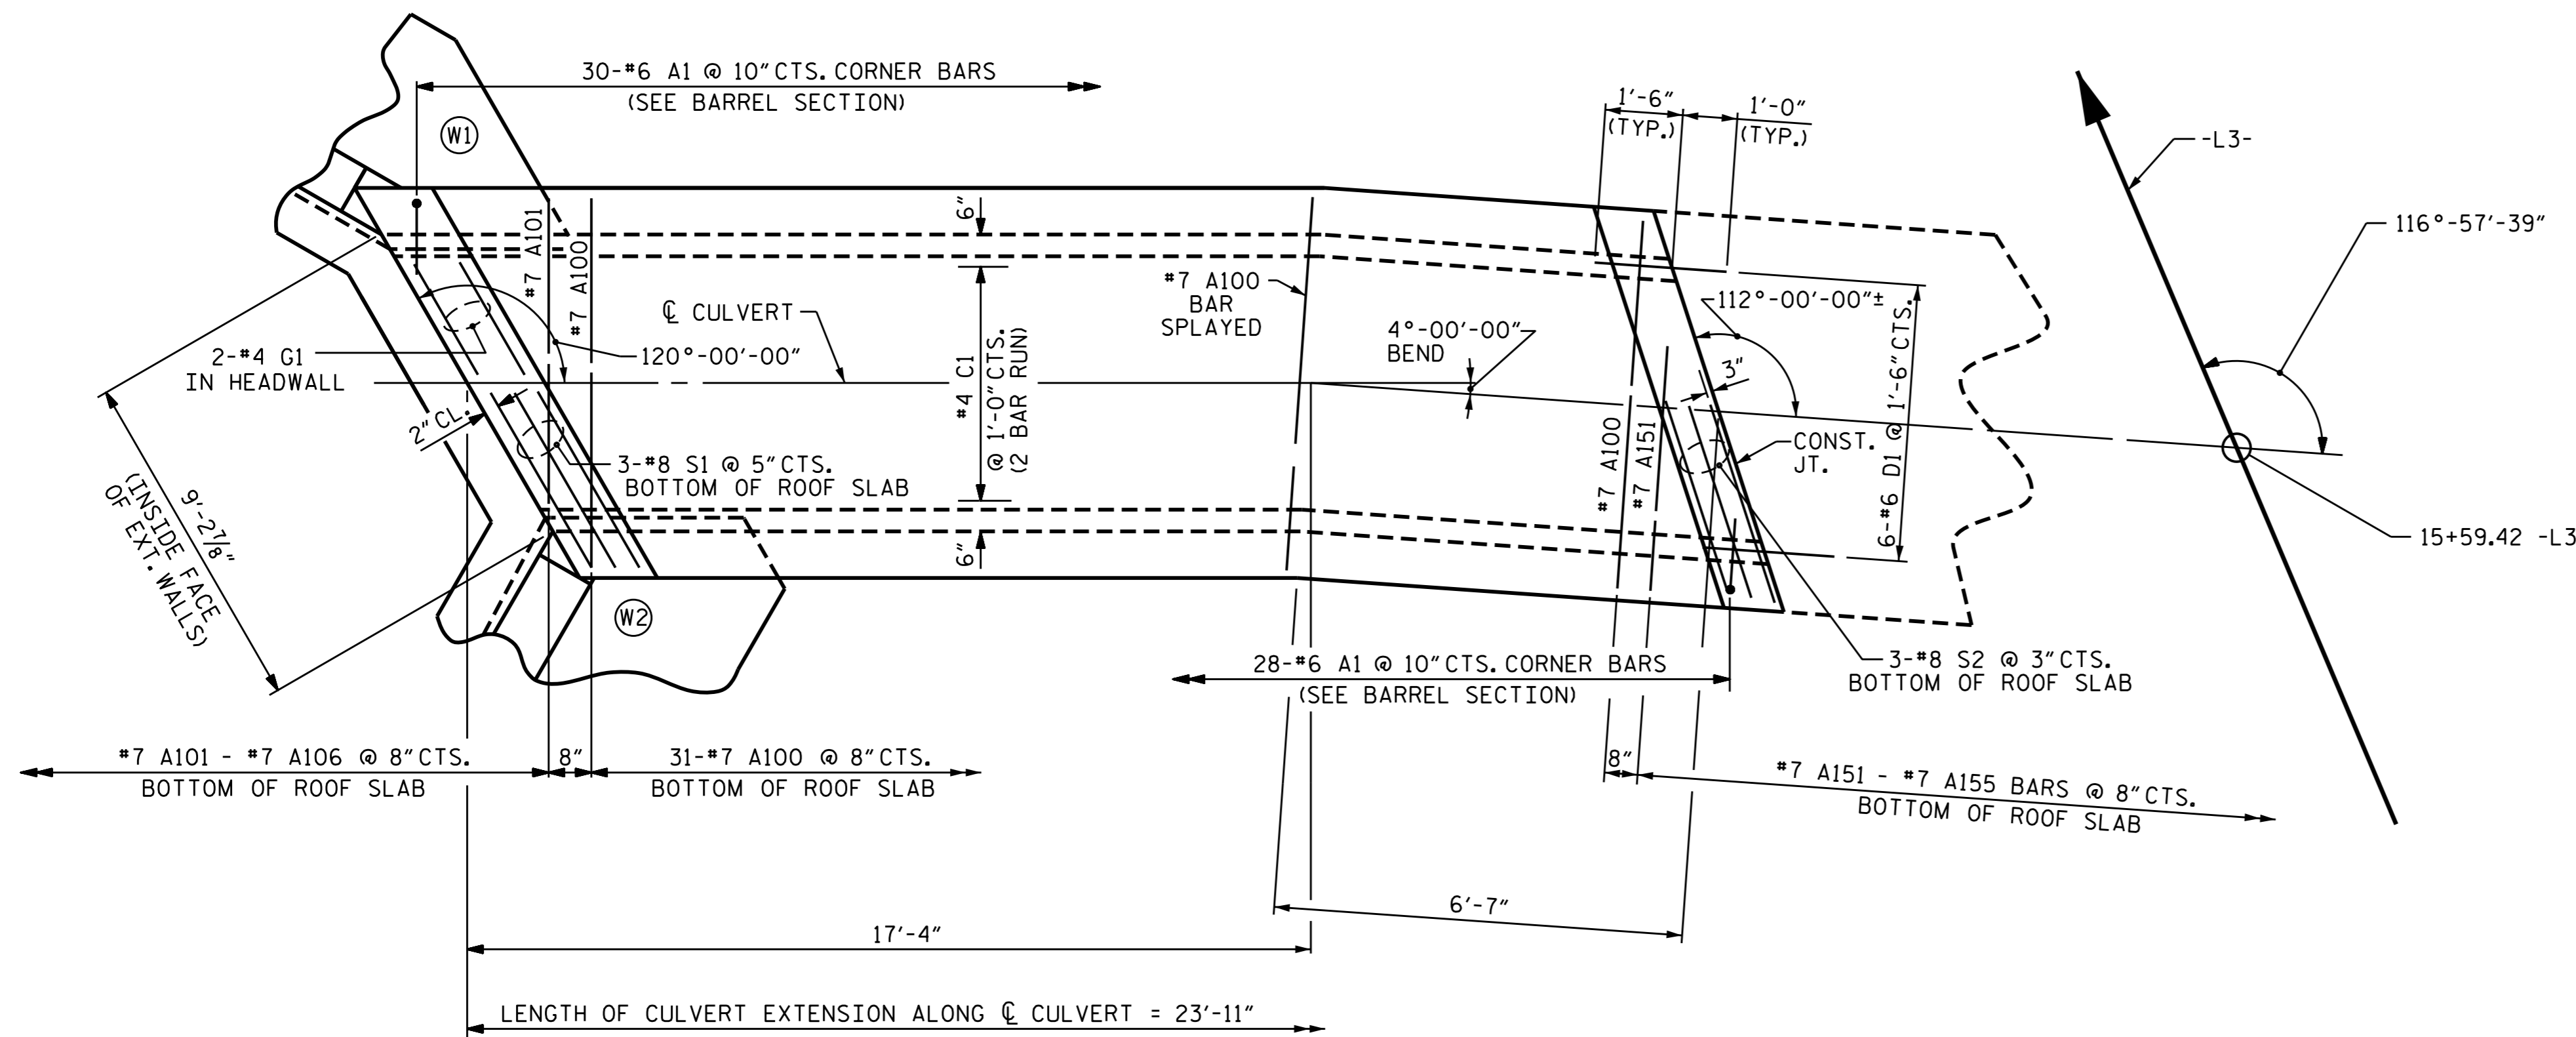 30-#6 A1 @ 10" CTS. CORNER BARS
(SEE BARREL SECTION)
1'-6"
(TYP.)
1'-0"
(TYP.)
-L3-
W1
116°-57'-39"
6"
#7 A101
#7 A100
#7 A100
BAR
SPLAYED
℄ CULVERT
112°-00'-00"±
4°-00'-00"
BEND
2-#4 G1
IN HEADWALL
120°-00'-00"
#4 C1
@ 1'-0" CTS.
(2 BAR RUN)
3"
6-#6 D1 @ 1'-6" CTS.
2" CL.
#7 A100
#7 A151
CONST.
JT.
3-#8 S1 @ 5" CTS.
BOTTOM OF ROOF SLAB
9'-2⅞"
(INSIDE FACE
OF EXT. WALLS)
15+59.42 -L3
6"
W2
28-#6 A1 @ 10" CTS. CORNER BARS
(SEE BARREL SECTION)
3-#8 S2 @ 3" CTS.
BOTTOM OF ROOF SLAB
#7 A101 - #7 A106 @ 8" CTS.
BOTTOM OF ROOF SLAB
8"
31-#7 A100 @ 8" CTS.
BOTTOM OF ROOF SLAB
8"
#7 A151 - #7 A155 BARS @ 8" CTS.
BOTTOM OF ROOF SLAB
6'-7"
17'-4"
LENGTH OF CULVERT EXTENSION ALONG ℄ CULVERT = 23'-11"